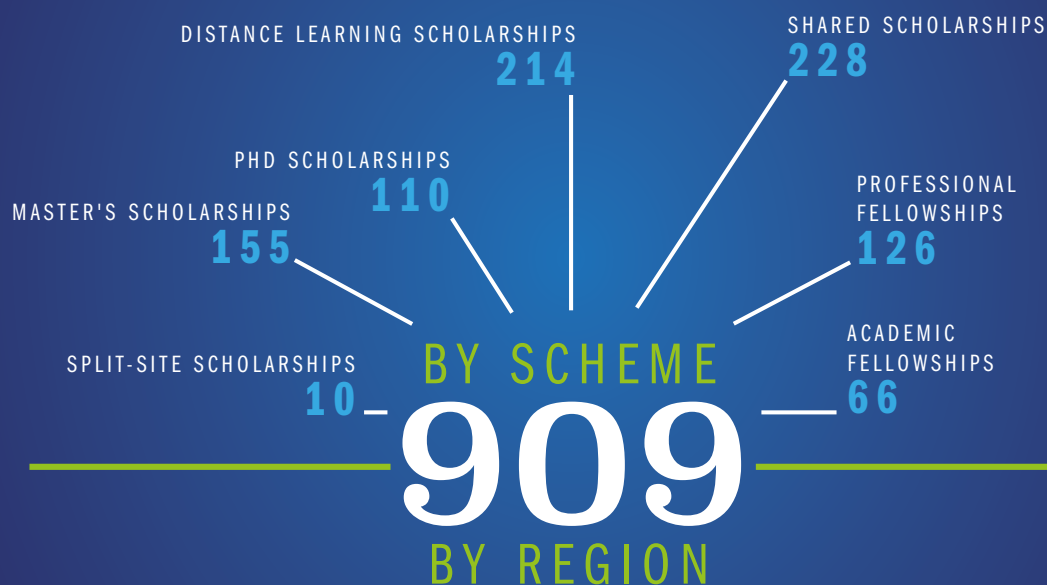 DISTANCE LEARNING SCHOLARSHIPS
214
SHARED SCHOLARSHIPS
228
PHD SCHOLARSHIPS
110
MASTER'S SCHOLARSHIPS
155
PROFESSIONAL
FELLOWSHIPS
126
SPLIT-SITE SCHOLARSHIPS
10
ACADEMIC
FELLOWSHIPS
66
BY SCHEME
909
BY REGION